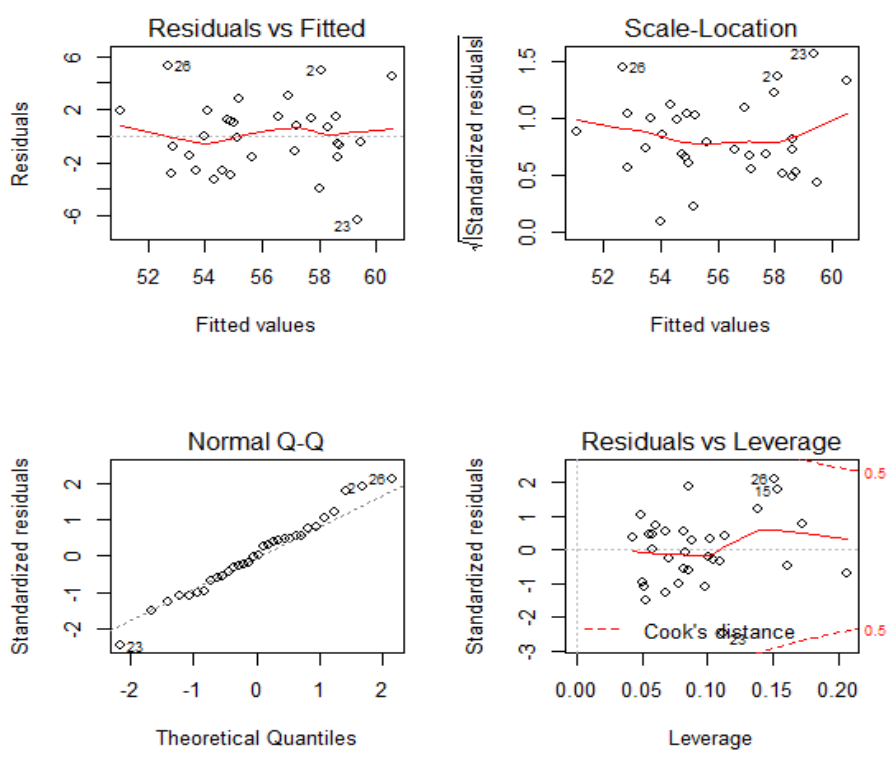 Residuals vs Fitted
Residuals
6
2
-2
-6
26
2
23
52 54 56 58 60
Fitted values
Scale-Location
√|Standardized residuals|
1.5
1.0
0.5
0.0
26
2
23
52 54 56 58 60
Fitted values
Normal Q-Q
Standardized residuals
2
1
0
-1
-2
2
26
23
-2 -1 0 1 2
Theoretical Quantiles
Residuals vs Leverage
Standardized residuals
2
1
0
-1
-2
-3
26
15
23
0.5
0.5
Cook's distance
0.00 0.05 0.10 0.15 0.20
Leverage